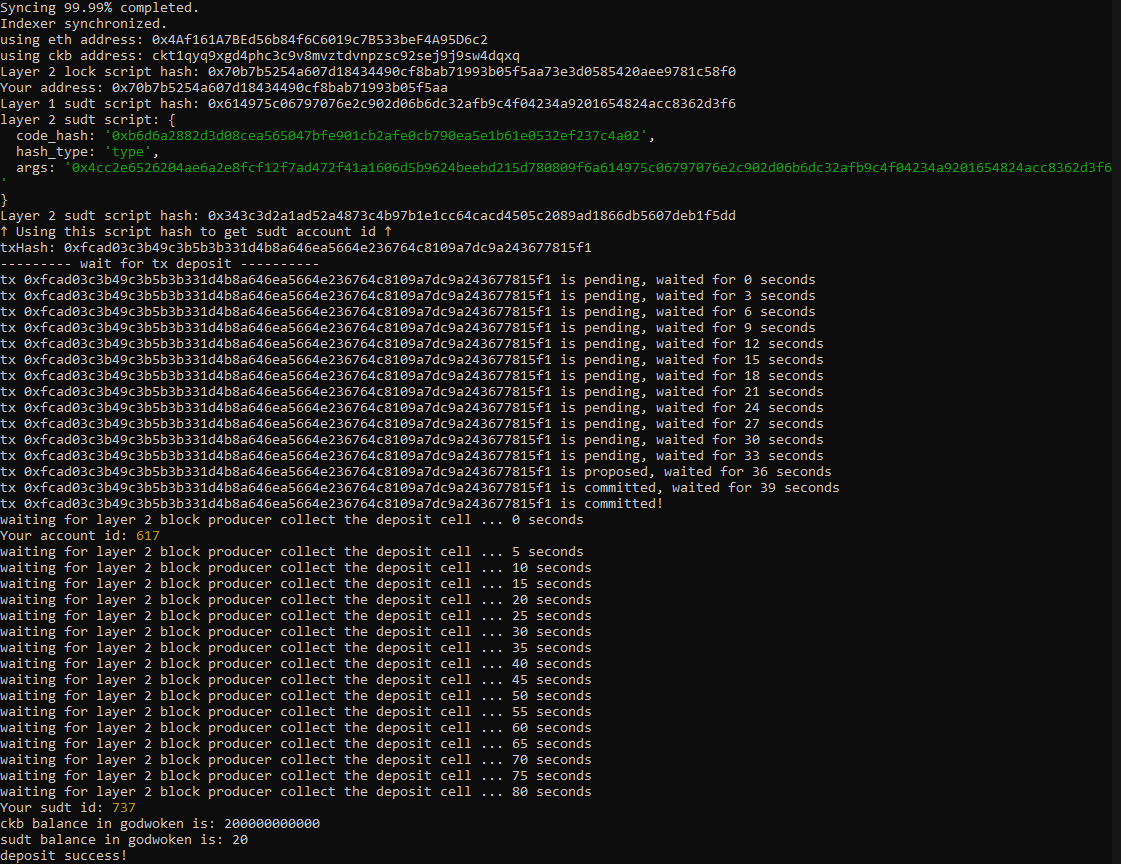 Syncing 99.99% completed.
Indexer synchronized.
using eth address: 0x4Af161A7BEd56b84f6C6019c7B533beF4A95D6c2
using ckb address: ckt1qyq9xgd4phc3c9v8mvztdvnpzsc92sej9j9sw4dqxq
Layer 2 lock script hash: 0x70b7b5254a607d18434490cf8bab71993b05f5aa73e3d0585420aee9781c58f0
Your address: 0x70b7b5254a607d18434490cf8bab71993b05f5aa
Layer 1 sudt script hash: 0x614975c06797076e2c902d06b6dc32afb9c4f04234a9201654824acc8362d3f6
layer 2 sudt script: {
  code_hash: '0xb6d6a2882d3d08cea565047bfe901cb2afe0cb790ea5e1b61e0532ef237c4a02',
  hash_type: 'type',
  args: '0x4cc2e6526204ae6a2e8fcf12f7ad472f41a1606d5b9624beebd215d780809f6a614975c06797076e2c902d06b6dc32afb9c4f04234a9201654824acc8362d3f6
'
}
Layer 2 sudt script hash: 0x343c3d2a1ad52a4873c4b97b1e1cc64cacd4505c2089ad1866db5607deb1f5dd
↑ Using this script hash to get sudt account id ↑
txHash: 0xfcad03c3b49c3b5b3b331d4b8a646ea5664e236764c8109a7dc9a243677815f1
--------- wait for tx deposit ----------
tx 0xfcad03c3b49c3b5b3b331d4b8a646ea5664e236764c8109a7dc9a243677815f1 is pending, waited for 0 seconds
tx 0xfcad03c3b49c3b5b3b331d4b8a646ea5664e236764c8109a7dc9a243677815f1 is pending, waited for 3 seconds
tx 0xfcad03c3b49c3b5b3b331d4b8a646ea5664e236764c8109a7dc9a243677815f1 is pending, waited for 6 seconds
tx 0xfcad03c3b49c3b5b3b331d4b8a646ea5664e236764c8109a7dc9a243677815f1 is pending, waited for 9 seconds
tx 0xfcad03c3b49c3b5b3b331d4b8a646ea5664e236764c8109a7dc9a243677815f1 is pending, waited for 12 seconds
tx 0xfcad03c3b49c3b5b3b331d4b8a646ea5664e236764c8109a7dc9a243677815f1 is pending, waited for 15 seconds
tx 0xfcad03c3b49c3b5b3b331d4b8a646ea5664e236764c8109a7dc9a243677815f1 is pending, waited for 18 seconds
tx 0xfcad03c3b49c3b5b3b331d4b8a646ea5664e236764c8109a7dc9a243677815f1 is pending, waited for 21 seconds
tx 0xfcad03c3b49c3b5b3b331d4b8a646ea5664e236764c8109a7dc9a243677815f1 is pending, waited for 24 seconds
tx 0xfcad03c3b49c3b5b3b331d4b8a646ea5664e236764c8109a7dc9a243677815f1 is pending, waited for 27 seconds
tx 0xfcad03c3b49c3b5b3b331d4b8a646ea5664e236764c8109a7dc9a243677815f1 is pending, waited for 30 seconds
tx 0xfcad03c3b49c3b5b3b331d4b8a646ea5664e236764c8109a7dc9a243677815f1 is pending, waited for 33 seconds
tx 0xfcad03c3b49c3b5b3b331d4b8a646ea5664e236764c8109a7dc9a243677815f1 is proposed, waited for 36 seconds
tx 0xfcad03c3b49c3b5b3b331d4b8a646ea5664e236764c8109a7dc9a243677815f1 is committed, waited for 39 seconds
tx 0xfcad03c3b49c3b5b3b331d4b8a646ea5664e236764c8109a7dc9a243677815f1 is committed!
waiting for layer 2 block producer collect the deposit cell ... 0 seconds
Your account id: 617
waiting for layer 2 block producer collect the deposit cell ... 5 seconds
waiting for layer 2 block producer collect the deposit cell ... 10 seconds
waiting for layer 2 block producer collect the deposit cell ... 15 seconds
waiting for layer 2 block producer collect the deposit cell ... 20 seconds
waiting for layer 2 block producer collect the deposit cell ... 25 seconds
waiting for layer 2 block producer collect the deposit cell ... 30 seconds
waiting for layer 2 block producer collect the deposit cell ... 35 seconds
waiting for layer 2 block producer collect the deposit cell ... 40 seconds
waiting for layer 2 block producer collect the deposit cell ... 45 seconds
waiting for layer 2 block producer collect the deposit cell ... 50 seconds
waiting for layer 2 block producer collect the deposit cell ... 55 seconds
waiting for layer 2 block producer collect the deposit cell ... 60 seconds
waiting for layer 2 block producer collect the deposit cell ... 65 seconds
waiting for layer 2 block producer collect the deposit cell ... 70 seconds
waiting for layer 2 block producer collect the deposit cell ... 75 seconds
waiting for layer 2 block producer collect the deposit cell ... 80 seconds
Your sudt id: 737
ckb balance in godwoken is: 200000000000
sudt balance in godwoken is: 20
deposit success!